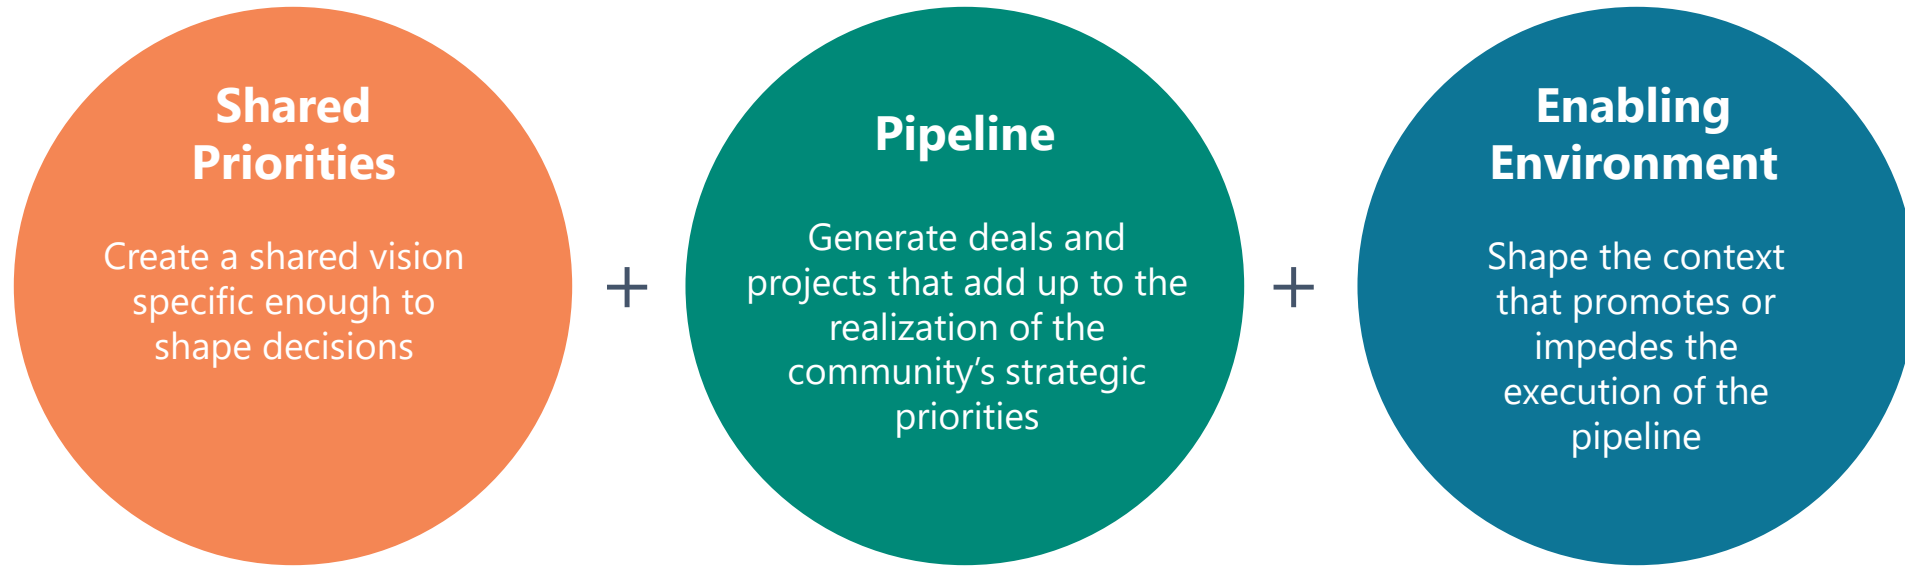 Shared
Priorities
Create a shared vision
specific enough to
shape decisions
+
Pipeline
Generate deals and
projects that add up to the
realization of the
community’s strategic
priorities
+
Enabling
Environment
Shape the context
that promotes or
impedes the
execution of the
pipeline